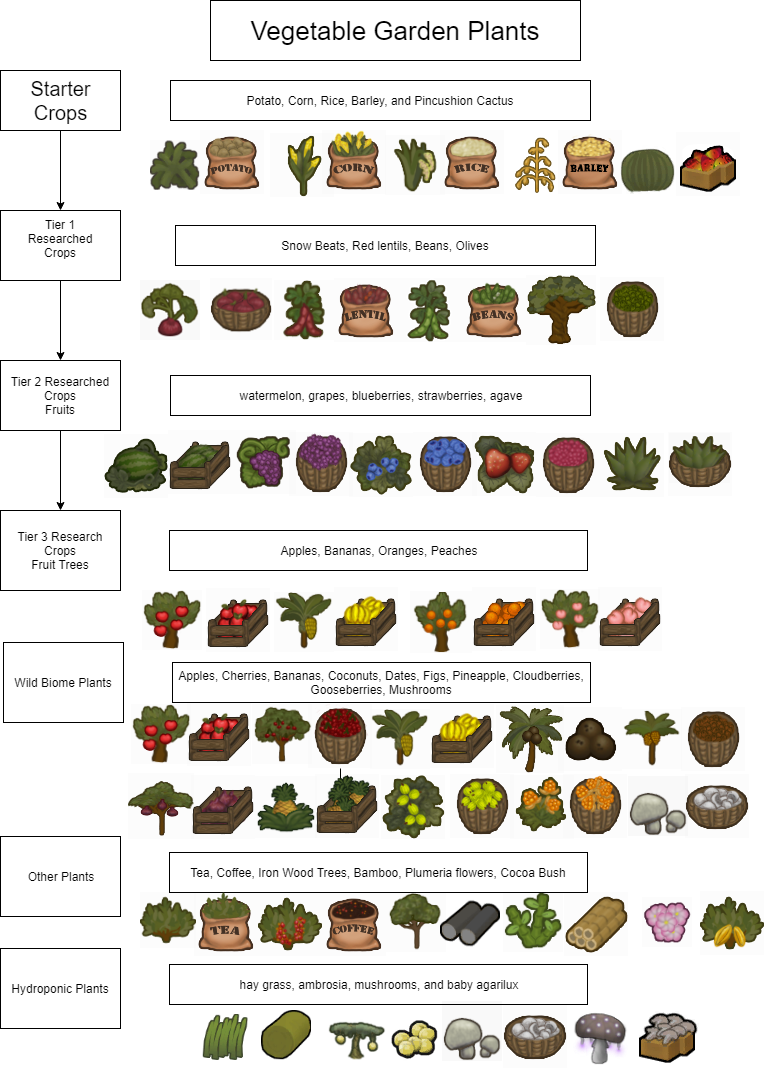 Vegetable Garden Plants
Starter
Crops
Potato, Corn, Rice, Barley, and Pincushion Cactus
POTATO
CORN
RICE
BARLEY
Tier 1
Researched
Crops
Snow Beats, Red lentils, Beans, Olives
LENTIL
BEANS
Tier 2 Researched
Crops
Fruits
watermelon, grapes, blueberries, strawberries, agave
Tier 3 Research
Crops
Fruit Trees
Apples, Bananas, Oranges, Peaches
Wild Biome Plants
Apples, Cherries, Bananas, Coconuts, Dates, Figs, Pineapple, Cloudberries,
Gooseberries, Mushrooms
Other Plants
Tea, Coffee, Iron Wood Trees, Bamboo, Plumeria flowers, Cocoa Bush
TEA
COFFEE
Hydroponic Plants
hay grass, ambrosia, mushrooms, and baby agarilux